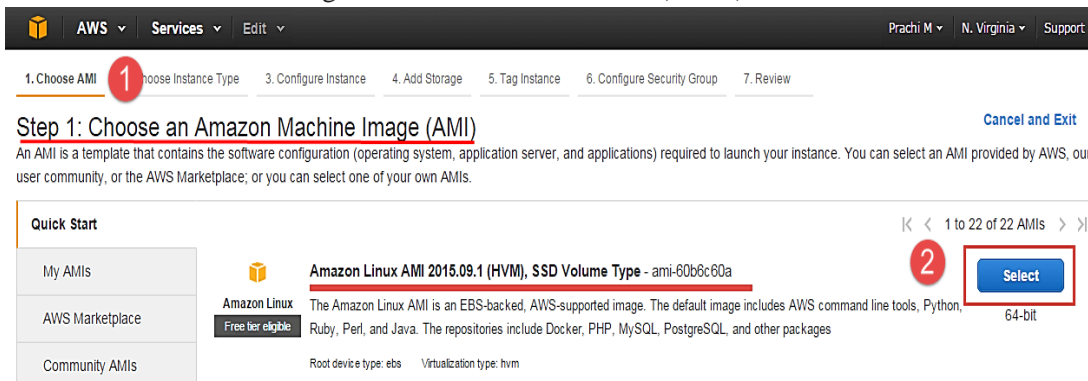 AWS Services Edit Prachi M N. Virginia Support
1. Choose AMI 1 hoose Instance Type 3. Configure Instance 4. Add Storage 5. Tag Instance 6. Configure Security Group 7. Review
Step 1: Choose an Amazon Machine Image (AMI)
Cancel and Exit
An AMI is a template that contains the software configuration (operating system, application server, and applications) required to launch your instance. You can select an AMI provided by AWS, our
user community, or the AWS Marketplace; or you can select one of your own AMIs.
Quick Start
1 to 22 of 22 AMIs
My AMIs
AWS Marketplace
Community AMIs
Amazon Linux
Free tier eligible
Amazon Linux AMI 2015.09.1 (HVM), SSD Volume Type - ami-60b6c60a
The Amazon Linux AMI is an EBS-backed, AWS-supported image. The default image includes AWS command line tools, Python,
Ruby, Perl, and Java. The repositories include Docker, PHP, MySQL, PostgreSQL, and other packages
Root device type: ebs Virtualization type: hvm
2
Select
64-bit